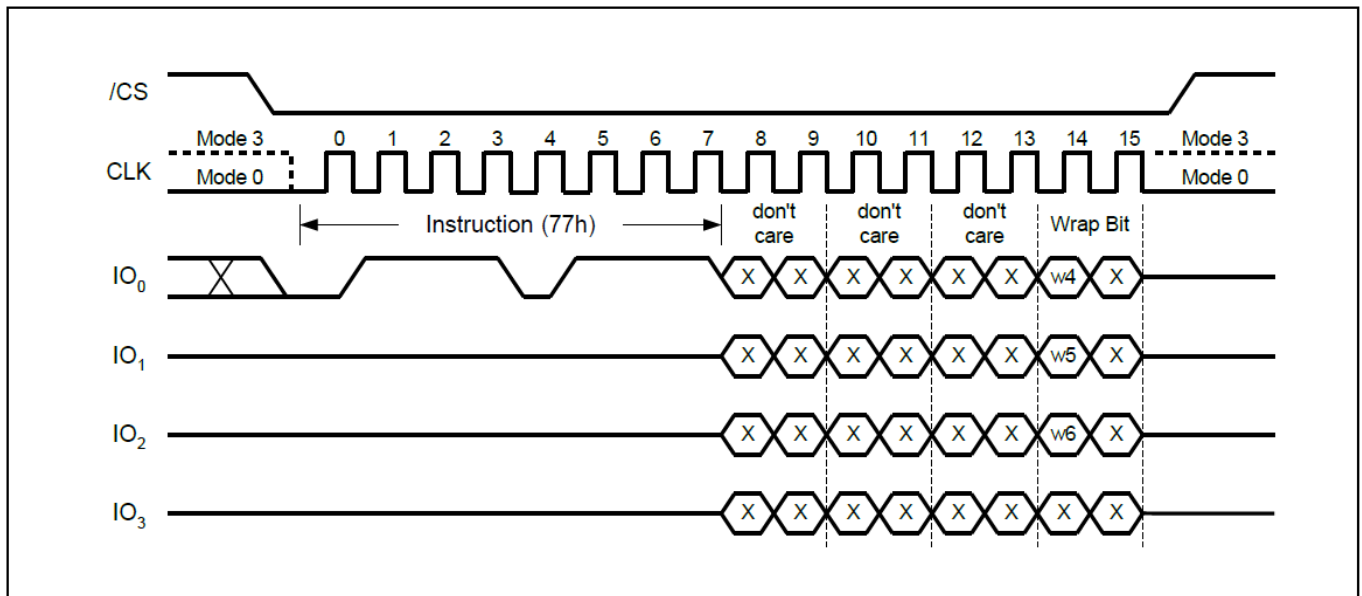 /CS
Mode 3 0 1 2 3 4 5 6 7 8 9 10 11 12 13 14 15 Mode 3
CLK
Mode 0 Mode 0
Instruction (77h) don't care don't care don't care Wrap Bit
IO0 X X X X X X w4 X
IO1 X X X X X X w5 X
IO2 X X X X X X w6 X
IO3 X X X X X X X X